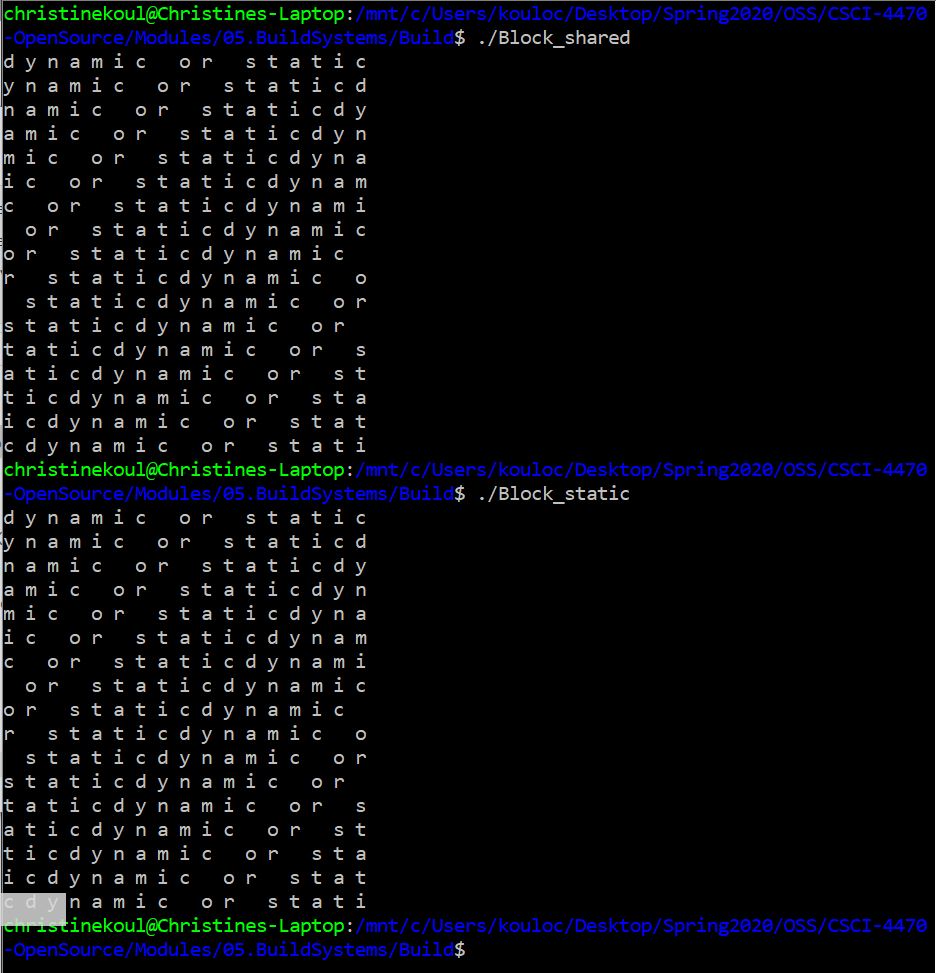 christinekoul@Christines-Laptop:/mnt/c/Users/kouloc/Desktop/Spring2020/OSS/CSCI-4470
-OpenSource/Modules/05.BuildSystems/Build$ ./Block_shared
d y n a m i c   o r   s t a t i c
y n a m i c   o r   s t a t i c d
n a m i c   o r   s t a t i c d y
a m i c   o r   s t a t i c d y n
m i c   o r   s t a t i c d y n a
i c   o r   s t a t i c d y n a m
c   o r   s t a t i c d y n a m i
  o r   s t a t i c d y n a m i c
o r   s t a t i c d y n a m i c
r   s t a t i c d y n a m i c   o
  s t a t i c d y n a m i c   o r
s t a t i c d y n a m i c   o r
t a t i c d y n a m i c   o r   s
a t i c d y n a m i c   o r   s t
t i c d y n a m i c   o r   s t a
i c d y n a m i c   o r   s t a t
c d y n a m i c   o r   s t a t i
christinekoul@Christines-Laptop:/mnt/c/Users/kouloc/Desktop/Spring2020/OSS/CSCI-4470
-OpenSource/Modules/05.BuildSystems/Build$ ./Block_static
d y n a m i c   o r   s t a t i c
y n a m i c   o r   s t a t i c d
n a m i c   o r   s t a t i c d y
a m i c   o r   s t a t i c d y n
m i c   o r   s t a t i c d y n a
i c   o r   s t a t i c d y n a m
c   o r   s t a t i c d y n a m i
  o r   s t a t i c d y n a m i c
o r   s t a t i c d y n a m i c
r   s t a t i c d y n a m i c   o
  s t a t i c d y n a m i c   o r
s t a t i c d y n a m i c   o r
t a t i c d y n a m i c   o r   s
a t i c d y n a m i c   o r   s t
t i c d y n a m i c   o r   s t a
i c d y n a m i c   o r   s t a t
c d y n a m i c   o r   s t a t i
christinekoul@Christines-Laptop:/mnt/c/Users/kouloc/Desktop/Spring2020/OSS/CSCI-4470
-OpenSource/Modules/05.BuildSystems/Build$